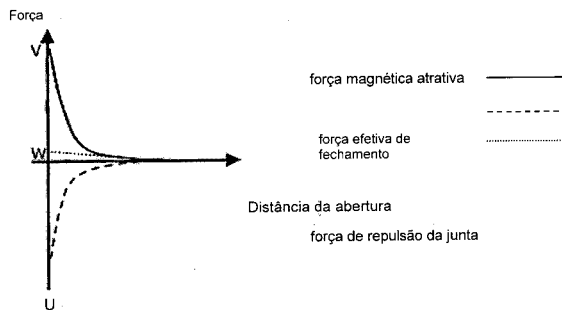 Força
V
força magnética atrativa
W
força efetiva de
fechamento
Distância da abertura
força de repulsão da junta
U